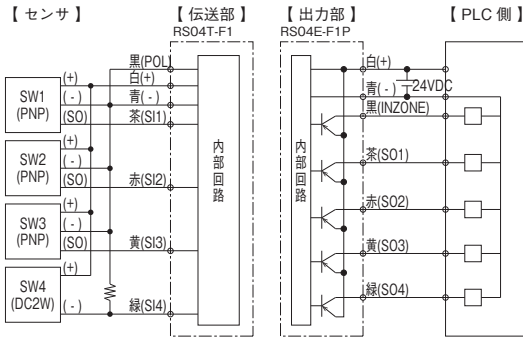 【 センサ 】
【 伝送部 】
RS04T-F1
【 出力部 】
RS04E-F1P
【 PLC 側 】
黒(POL)
白(+)
青( - )
茶(SI1)
赤(SI2)
黄(SI3)
緑(SI4)
SW1
(PNP)
(+)
( - )
(SO)
SW2
(PNP)
(+)
( - )
(SO)
SW3
(PNP)
(+)
( - )
(SO)
SW4
(DC2W)
(+)
( - )
内部回路
内部回路
白(+)
青( - )
24VDC
黒(INZONE)
茶(SO1)
赤(SO2)
黄(SO3)
緑(SO4)